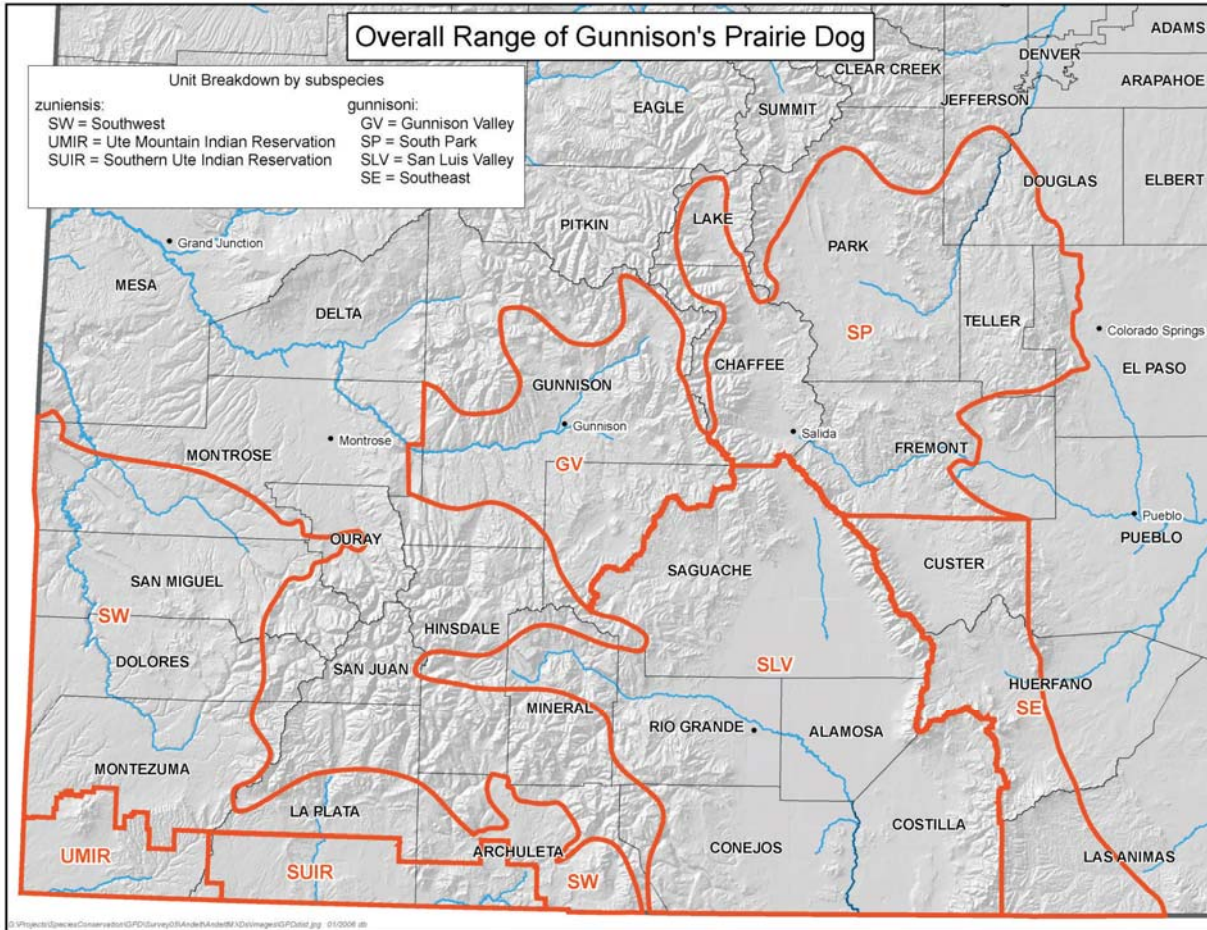 Overall Range of Gunnison's Prairie Dog
Unit Breakdown by subspecies
zuniensis:
SW = Southwest
UMIR = Ute Mountain Indian Reservation
SUIR = Southern Ute Indian Reservation
gunnisoni:
GV = Gunnison Valley
SP = South Park
SLV = San Luis Valley
SE = Southeast
ADAMS
DENVER
CLEAR CREEK
ARAPAHOE
EAGLE
SUMMIT
JEFFERSON
DOUGLAS
ELBERT
PITKIN
LAKE
PARK
Grand Junction
MESA
DELTA
SP
TELLER
Colorado Springs
CHAFFEE
EL PASO
GUNNISON
Gunnison
Salida
Montrose
MONTROSE
FREMONT
GV
Pueblo
PUEBLO
OURAY
CUSTER
SAGUACHE
SAN MIGUEL
SW
HINSDALE
DOLORES
SAN JUAN
SLV
HUERFANO
SE
MINERAL
RIO GRANDE
ALAMOSA
MONTEZUMA
LA PLATA
COSTILLA
ARCHULETA
CONEJOS
LAS ANIMAS
UMIR
SUIR
SW